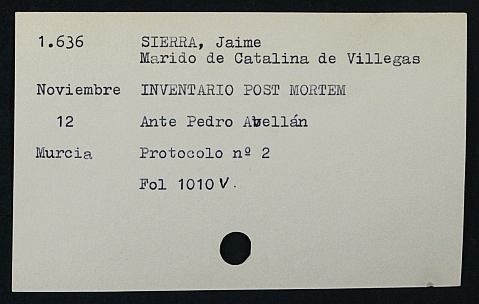 1.636 SIERRA, Jaime
Marido de Catalina de Villegas
Noviembre INVENTARIO POST MORTEM
12 Ante Pedro Avellán
Murcia Protocolo nº 2
Fol 1010 V.